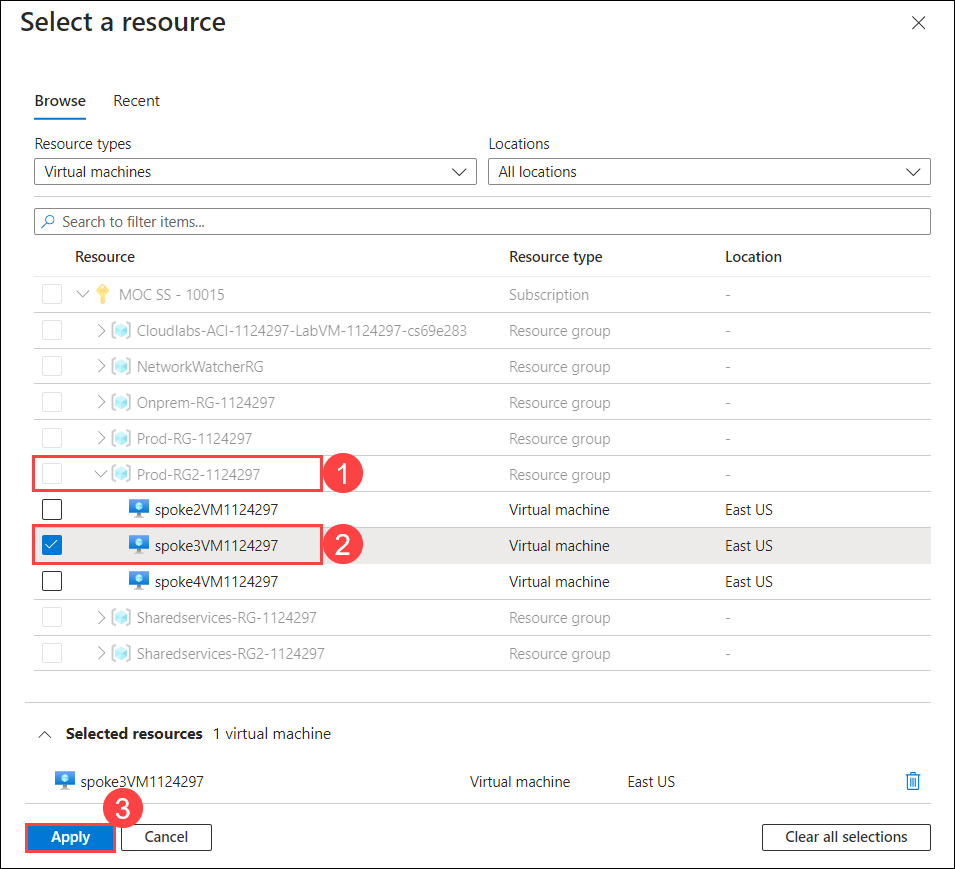 Select a resource
Browse Recent
Resource types Locations
Virtual machines All locations
Search to filter items...
Resource Resource type Location
MOC SS - 10015 Subscription -
Cloudlabs-ACI-1124297-LabVM-1124297-cs69e283 Resource group -
NetworkWatcherRG Resource group -
Onprem-RG-1124297 Resource group -
Prod-RG-1124297 Resource group -
Prod-RG2-1124297 1 Resource group -
spoke2VM1124297 Virtual machine East US
spoke3VM1124297 2 Virtual machine East US
spoke4VM1124297 Virtual machine East US
Sharedservices-RG-1124297 Resource group -
Sharedservices-RG2-1124297 Resource group -
Selected resources 1 virtual machine
spoke3VM1124297 Virtual machine East US
3
Apply Cancel Clear all selections